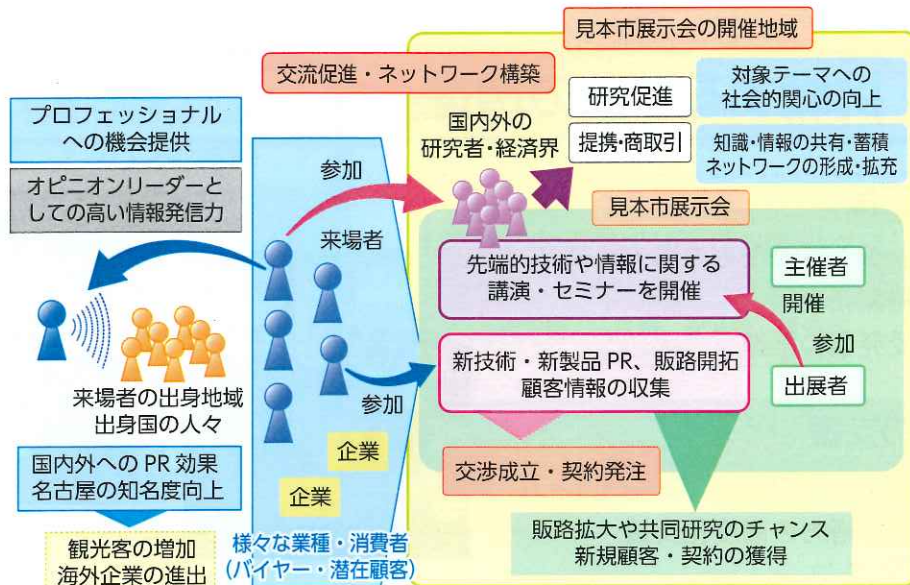 見本市展示会の開催地域
交流促進・ネットワーク構築
プロフェッショナル
への機会提供
オピニオンリーダーと
しての高い情報発信力
来場者の出身地域
出身国の人々
国内外へのPR効果
名古屋の知名度向上
観光客の増加
海外企業の進出
参加
来場者
参加
企業
企業
様々な業種・消費者
(バイヤー・潜在顧客)
国内外の
研究者・経済界
研究促進
提携・商取引
対象テーマへの
社会的関心の向上
知識・情報の共有・蓄積
ネットワークの形成・拡充
見本市展示会
先端的技術や情報に関する
講演・セミナーを開催
主催者
開催
参加
出展者
新技術・新製品PR、販路開拓
顧客情報の収集
交渉成立・契約発注
販路拡大や共同研究のチャンス
新規顧客・契約の獲得